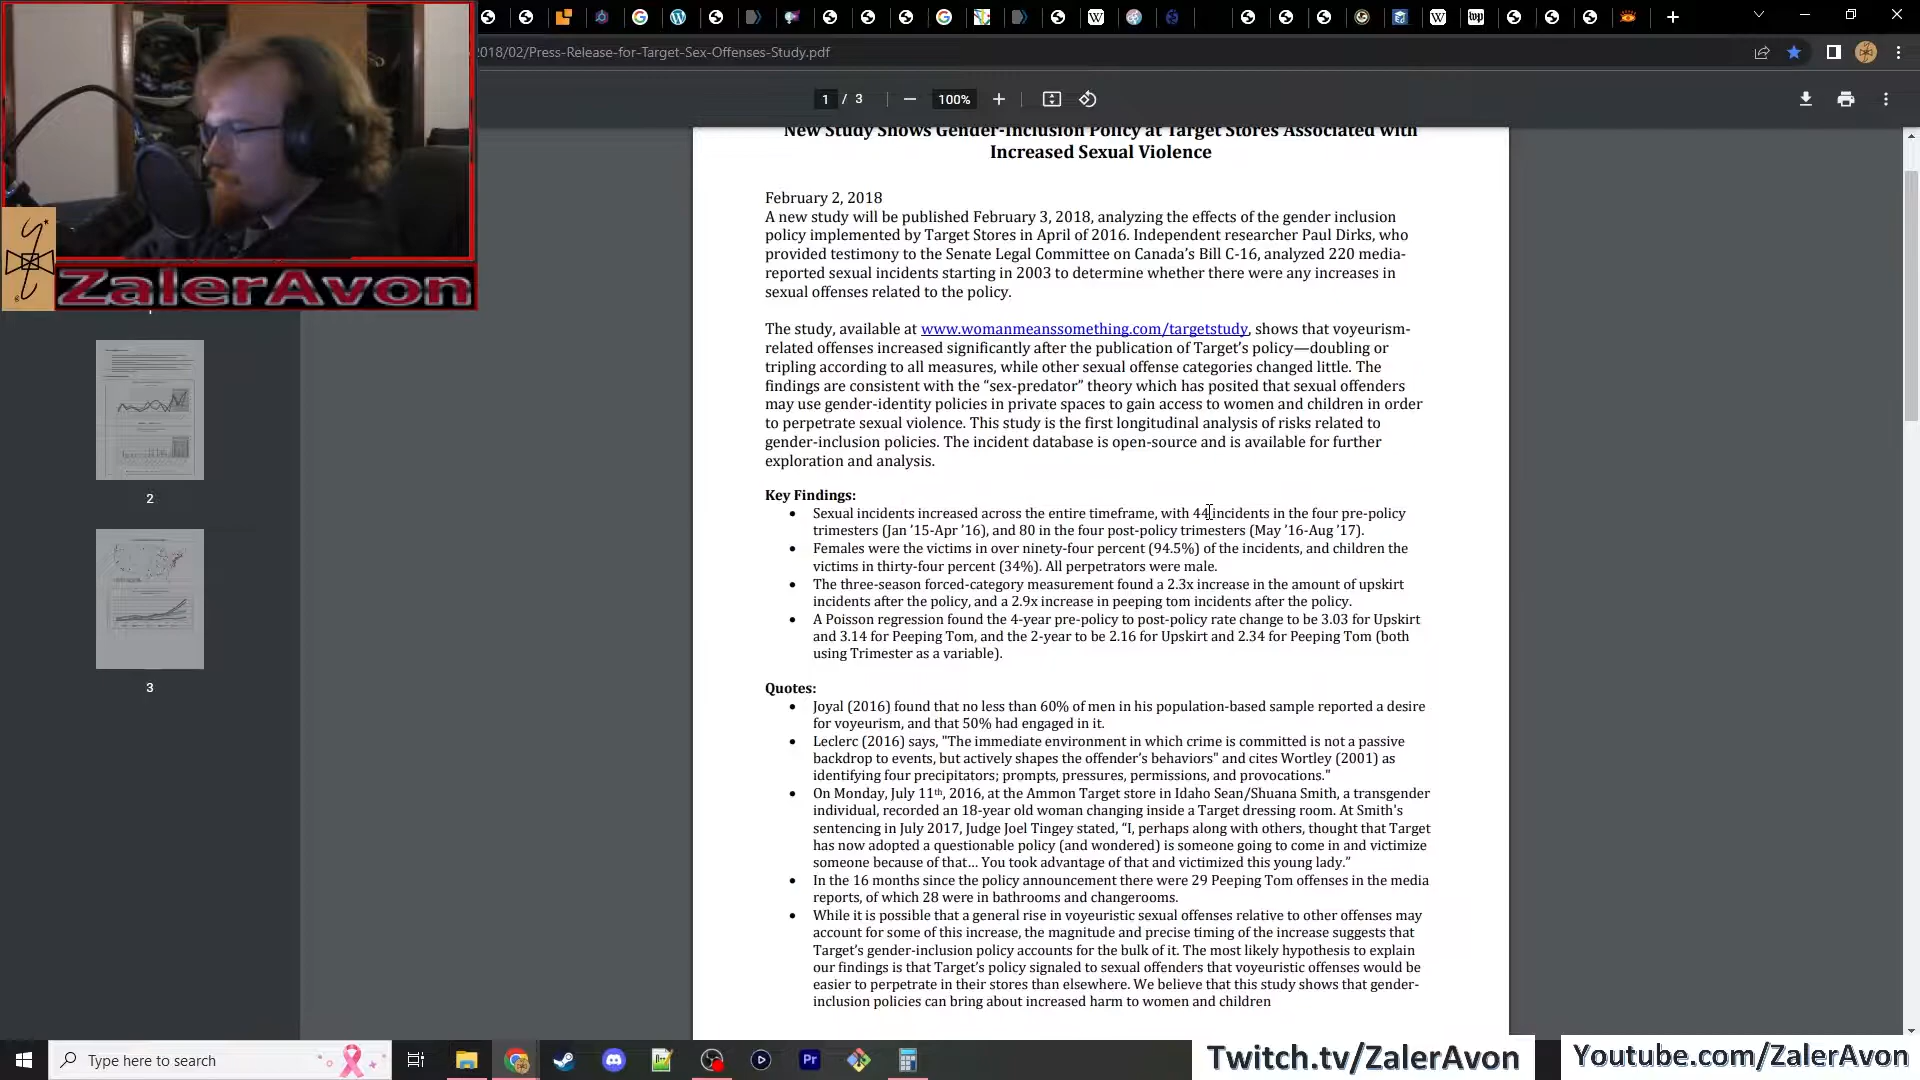 2018/02/Press-Release-for-Target-Sex-Offenses-Study.pdf
1 / 3
100%
New Study Shows Gender-Inclusion Policy at Target Stores Associated with
Increased Sexual Violence
February 2, 2018
A new study will be published February 3, 2018, analyzing the effects of the gender inclusion
policy implemented by Target Stores in April of 2016. Independent researcher Paul Dirks, who
provided testimony to the Senate Legal Committee on Canada's Bill C-16, analyzed 220 media-
reported sexual incidents starting in 2003 to determine whether there were any increases in
sexual offenses related to the policy.
The study, available at www.womanmeanssomething.com/targetstudy, shows that voyeurism-
related offenses increased significantly after the publication of Target's policy—doubling or
tripling according to all measures, while other sexual offense categories changed little. The
findings are consistent with the “sex-predator” theory which has posited that sexual offenders
may use gender-identity policies in private spaces to gain access to women and children in order
to perpetrate sexual violence. This study is the first longitudinal analysis of risks related to
gender-inclusion policies. The incident database is open-source and is available for further
exploration and analysis.
Key Findings:
• Sexual incidents increased across the entire timeframe, with 44 incidents in the four pre-policy
trimesters (Jan '15-Apr '16), and 80 in the four post-policy trimesters (May '16-Aug '17).
• Females were the victims in over ninety-four percent (94.5%) of the incidents, and children the
victims in thirty-four percent (34%). All perpetrators were male.
• The three-season forced-category measurement found a 2.3x increase in the amount of upskirt
incidents after the policy, and a 2.9x increase in peeping tom incidents after the policy.
• A Poisson regression found the 4-year pre-policy to post-policy rate change to be 3.03 for Upskirt
and 3.14 for Peeping Tom, and the 2-year to be 2.16 for Upskirt and 2.34 for Peeping Tom (both
using Trimester as a variable).
Quotes:
• Joyal (2016) found that no less than 60% of men in his population-based sample reported a desire
for voyeurism, and that 50% had engaged in it.
• Leclerc (2016) says, "The immediate environment in which crime is committed is not a passive
backdrop to events, but actively shapes the offender's behaviors" and cites Wortley (2001) as
identifying four precipitators; prompts, pressures, permissions, and provocations."
• On Monday, July 11th, 2016, at the Ammon Target store in Idaho Sean/Shuana Smith, a transgender
individual, recorded an 18-year old woman changing inside a Target dressing room. At Smith's
sentencing in July 2017, Judge Joel Tingey stated, “I, perhaps along with others, thought that Target
has now adopted a questionable policy (and wondered) is someone going to come in and victimize
someone because of that... You took advantage of that and victimized this young lady.”
• In the 16 months since the policy announcement there were 29 Peeping Tom offenses in the media
reports, of which 28 were in bathrooms and changerooms.
• While it is possible that a general rise in voyeuristic sexual offenses relative to other offenses may
account for some of this increase, the magnitude and precise timing of the increase suggests that
Target's gender-inclusion policy accounts for the bulk of it. The most likely hypothesis to explain
our findings is that Target's policy signaled to sexual offenders that voyeuristic offenses would be
easier to perpetrate in their stores than elsewhere. We believe that this study shows that gender-
inclusion policies can bring about increased harm to women and children
ZalerAvon
2
3
Type here to search
Twitch.tv/ZalerAvon
Youtube.com/ZalerAvon